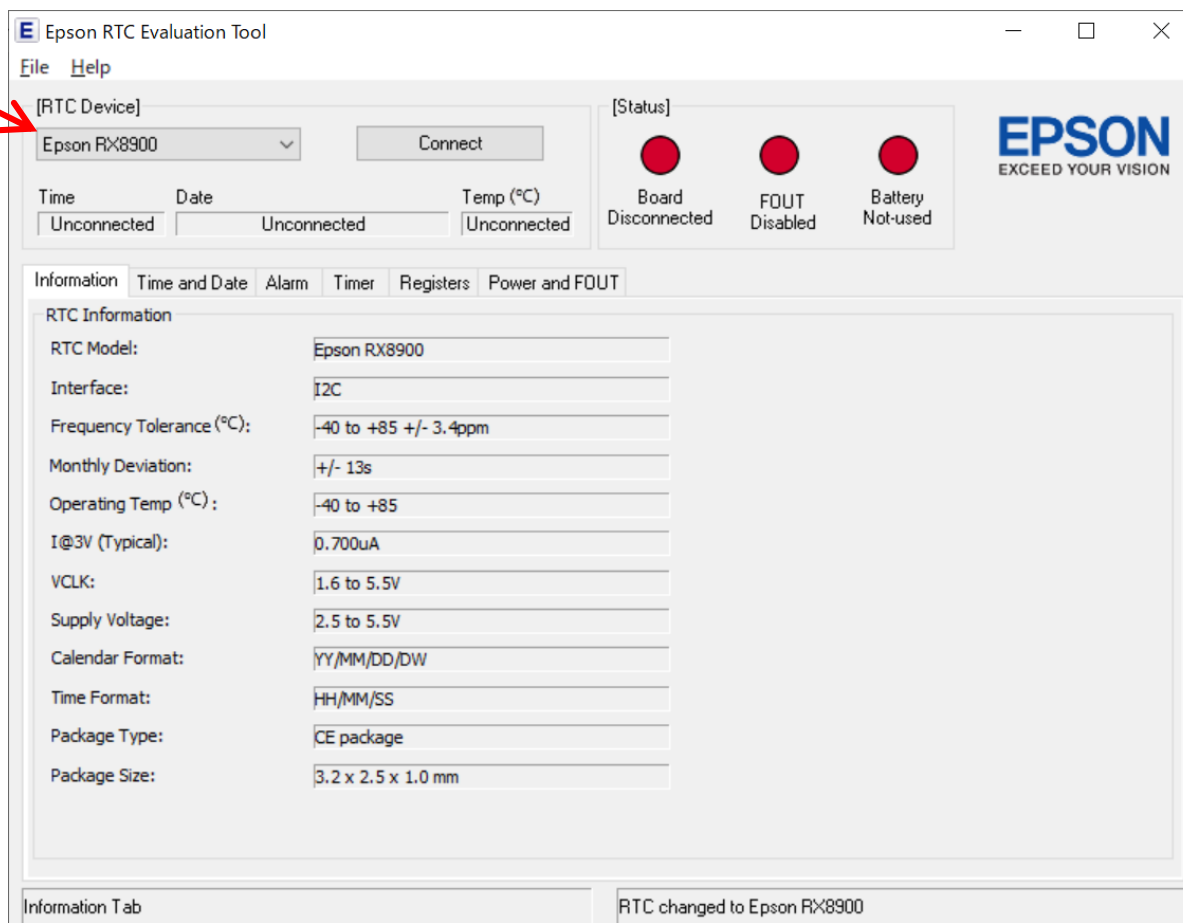 E Epson RTC Evaluation Tool
File Help
[RTC Device]
Epson RX8900
Connect
Time Date Temp (°C)
Unconnected Unconnected Unconnected
[Status]
Board
Disconnected
FOUT
Disabled
Battery
Not-used
EPSON
EXCEED YOUR VISION
Information Time and Date Alarm Timer Registers Power and FOUT
RTC Information
RTC Model: Epson RX8900
Interface: I2C
Frequency Tolerance (°C): -40 to +85 +/- 3.4ppm
Monthly Deviation: +/- 13s
Operating Temp (°C) : -40 to +85
I@3V (Typical): 0.700uA
VCLK: 1.6 to 5.5V
Supply Voltage: 2.5 to 5.5V
Calendar Format: YY/MM/DD/DW
Time Format: HH/MM/SS
Package Type: CE package
Package Size: 3.2 x 2.5 x 1.0 mm
Information Tab
RTC changed to Epson RX8900